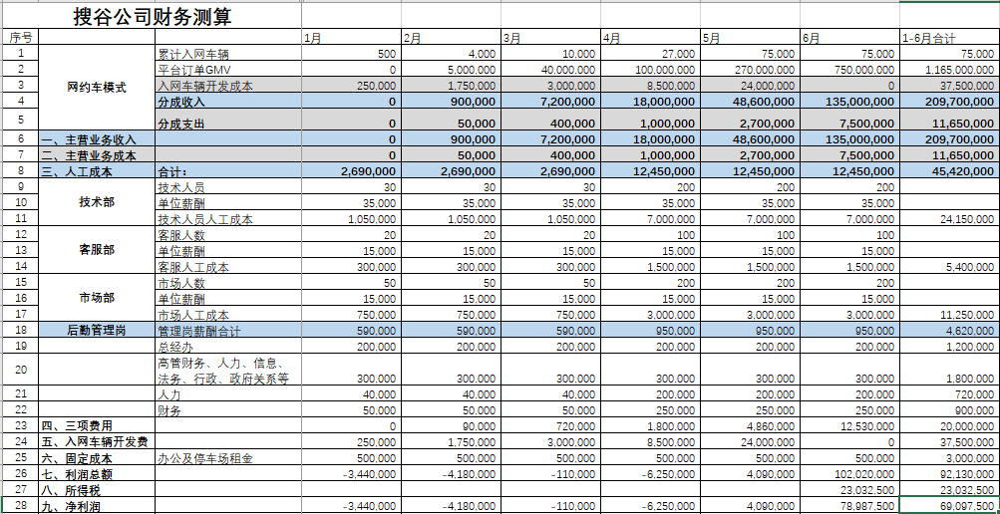 搜谷公司财务测算
序号 1月 2月 3月 4月 5月 6月 1-6月合计
1 网约车模式 累计入网车辆 500 4,000 10,000 27,000 75,000 75,000 75,000
2 平台订单GMV 0 5,000,000 40,000,000 100,000,000 270,000,000 750,000,000 1,165,000,000
3 入网车辆开发成本 250,000 1,750,000 3,000,000 8,500,000 24,000,000 0 37,500,000
4 分成收入 0 900,000 7,200,000 18,000,000 48,600,000 135,000,000 209,700,000
5 分成支出 0 50,000 400,000 1,000,000 2,700,000 7,500,000 11,650,000
6 一、主营业务收入 0 900,000 7,200,000 18,000,000 48,600,000 135,000,000 209,700,000
7 二、主营业务成本 0 50,000 400,000 1,000,000 2,700,000 7,500,000 11,650,000
8 三、人工成本 合计： 2,690,000 2,690,000 2,690,000 12,450,000 12,450,000 12,450,000 45,420,000
9 技术人员 30 30 30 200 200 200
10 技术部 单位薪酬 35,000 35,000 35,000 35,000 35,000 35,000
11 技术人员人工成本 1,050,000 1,050,000 1,050,000 7,000,000 7,000,000 7,000,000 24,150,000
12 客服人数 20 20 20 100 100 100
13 客服部 单位薪酬 15,000 15,000 15,000 15,000 15,000 15,000
14 客服人工成本 300,000 300,000 300,000 1,500,000 1,500,000 1,500,000 5,400,000
15 市场人数 50 50 50 200 200 200
16 市场部 单位薪酬 15,000 15,000 15,000 15,000 15,000 15,000
17 市场人工成本 750,000 750,000 750,000 3,000,000 3,000,000 3,000,000 11,250,000
18 后勤管理岗 管理岗薪酬合计 590,000 590,000 590,000 950,000 950,000 950,000 4,620,000
19 总经办 200,000 200,000 200,000 200,000 200,000 200,000 1,200,000
20 高管财务、人力、信息、
法务、行政、政府关系等 300,000 300,000 300,000 300,000 300,000 300,000 1,800,000
21 人力 40,000 40,000 40,000 200,000 200,000 200,000 720,000
22 财务 50,000 50,000 50,000 250,000 250,000 250,000 900,000
23 四、三项费用 0 90,000 720,000 1,800,000 4,860,000 12,530,000 20,000,000
24 五、入网车辆开发费 250,000 1,750,000 3,000,000 8,500,000 24,000,000 0 37,500,000
25 六、固定成本 办公及停车场租金 500,000 500,000 500,000 500,000 500,000 500,000 3,000,000
26 七、利润总额 -3,440,000 -4,180,000 -110,000 -6,250,000 4,090,000 102,020,000 92,130,000
27 八、所得税 23,032,500 23,032,500
28 九、净利润 -3,440,000 -4,180,000 -110,000 -6,250,000 4,090,000 78,987,500 69,097,500